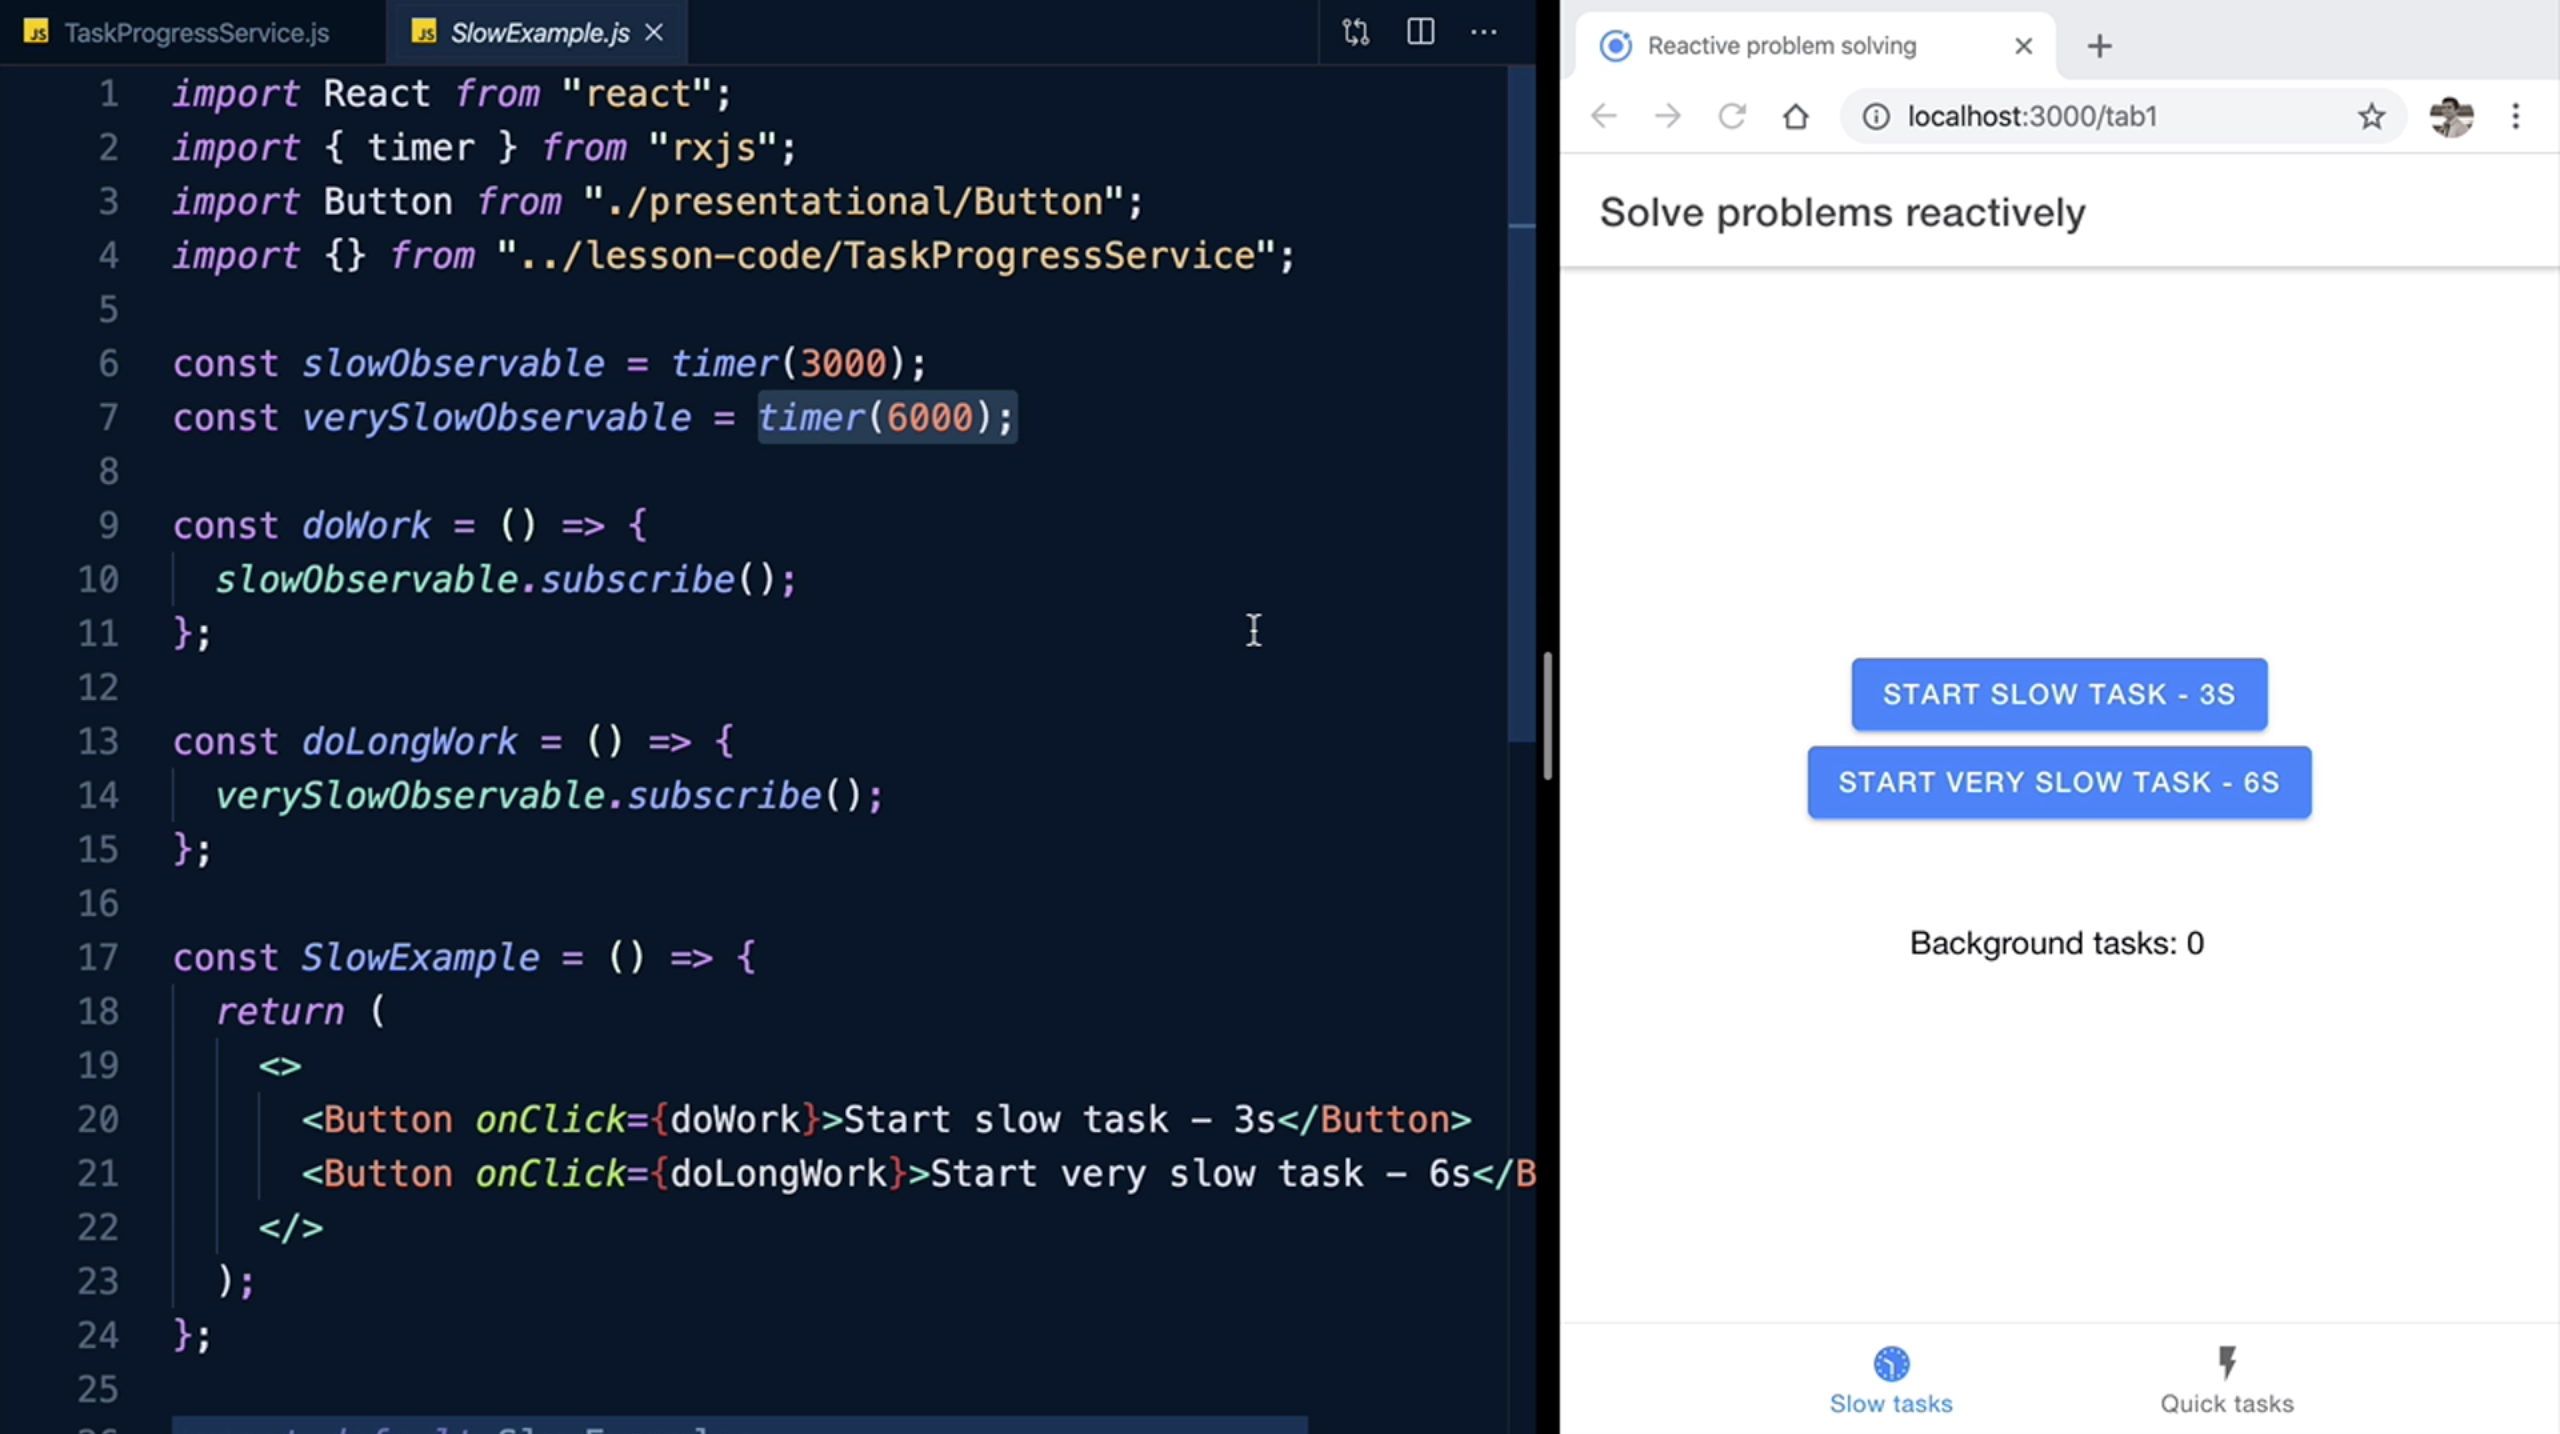 TaskProgressService.js
SlowExample.js
1 import React from "react";
2 import { timer } from "rxjs";
3 import Button from "./presentational/Button";
4 import {} from "../lesson-code/TaskProgressService";
5
6 const slowObservable = timer(3000);
7 const verySlowObservable = timer(6000);
8
9 const doWork = () => {
10 slowObservable.subscribe();
11 };
12
13 const doLongWork = () => {
14 verySlowObservable.subscribe();
15 };
16
17 const SlowExample = () => {
18 return (
19 <>
20 <Button onClick={doWork}>Start slow task - 3s</Button>
21 <Button onClick={doLongWork}>Start very slow task - 6s</B
22 </>
23 );
24 };
25
Reactive problem solving
localhost:3000/tab1
Solve problems reactively
START SLOW TASK - 3S
START VERY SLOW TASK - 6S
Background tasks: 0
Slow tasks
Quick tasks